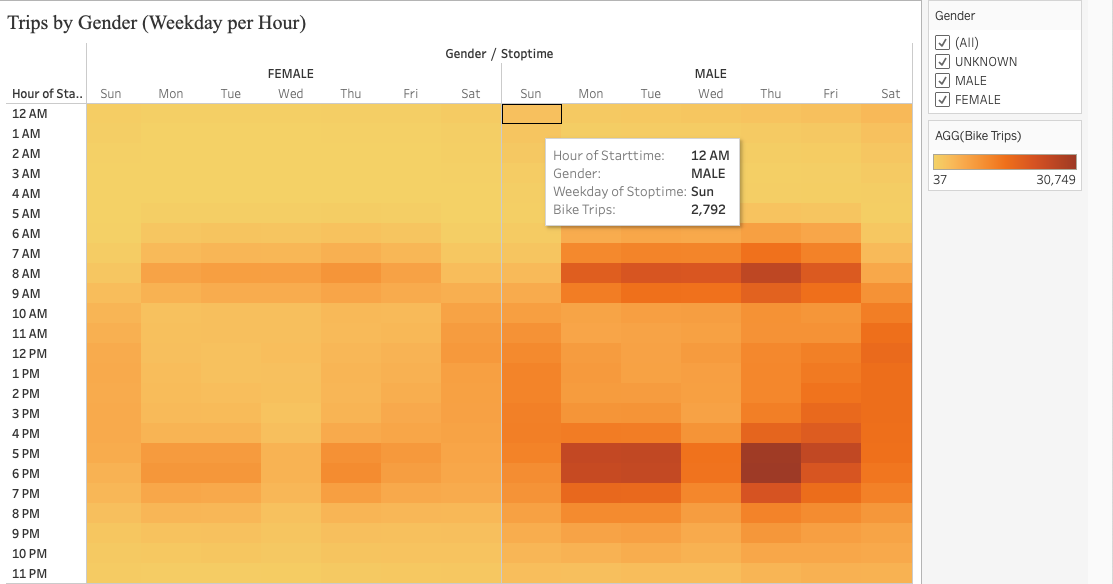 Trips by Gender (Weekday per Hour)
Gender / Stoptime
FEMALE MALE
Hour of Sta.. Sun Mon Tue Wed Thu Fri Sat Sun Mon Tue Wed Thu Fri Sat
12 AM
1 AM
2 AM
3 AM
4 AM
5 AM
6 AM
7 AM
8 AM
9 AM
10 AM
11 AM
12 PM
1 PM
2 PM
3 PM
4 PM
5 PM
6 PM
7 PM
8 PM
9 PM
10 PM
11 PM
Hour of Starttime: 12 AM
Gender: MALE
Weekday of Stoptime: Sun
Bike Trips: 2,792
Gender
(All)
UNKNOWN
MALE
FEMALE
AGG(Bike Trips)
37 30,749